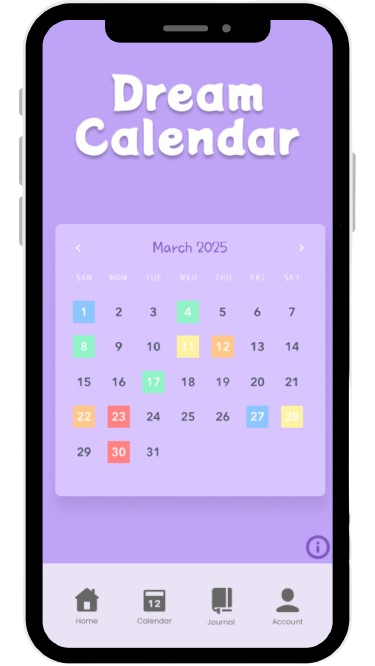 Dream
Calendar
March 2025
SAN MON TUE WED THU FRI SAT
1 2 3 4 5 6 7
8 9 10 11 12 13 14
15 16 17 18 19 20 21
22 23 24 25 26 27 28
29 30 31
12
Home Calendar Journal Account